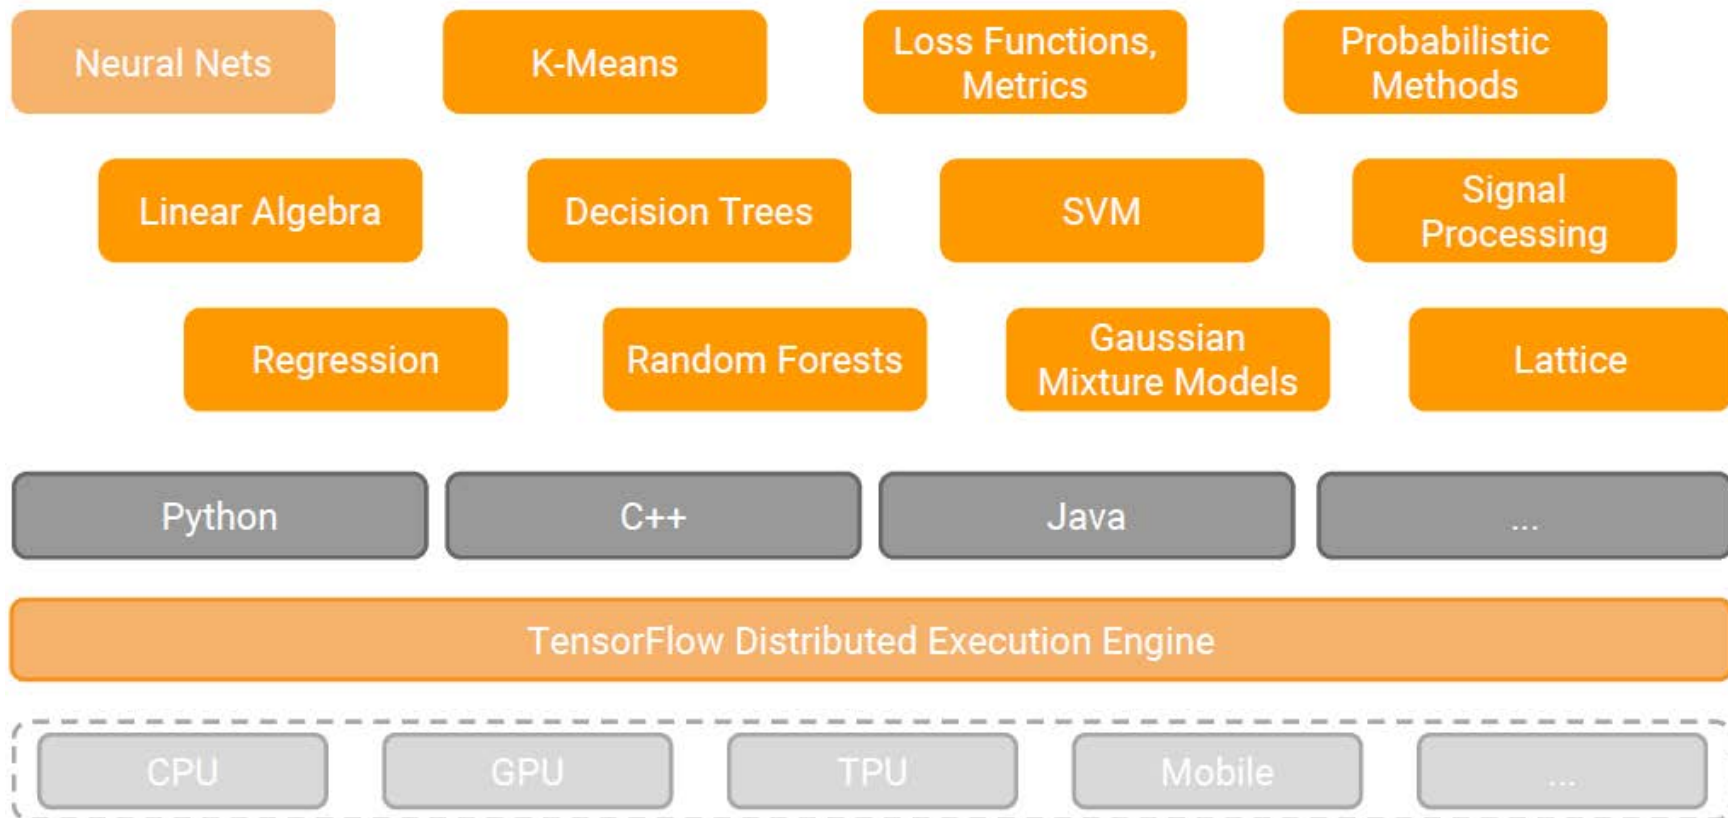 Neural Nets
K-Means
Loss Functions,
Metrics
Probabilistic
Methods
Linear Algebra
Decision Trees
SVM
Signal
Processing
Regression
Random Forests
Gaussian
Mixture Models
Lattice
Python
C++
Java
...
TensorFlow Distributed Execution Engine
CPU
GPU
TPU
Mobile
...